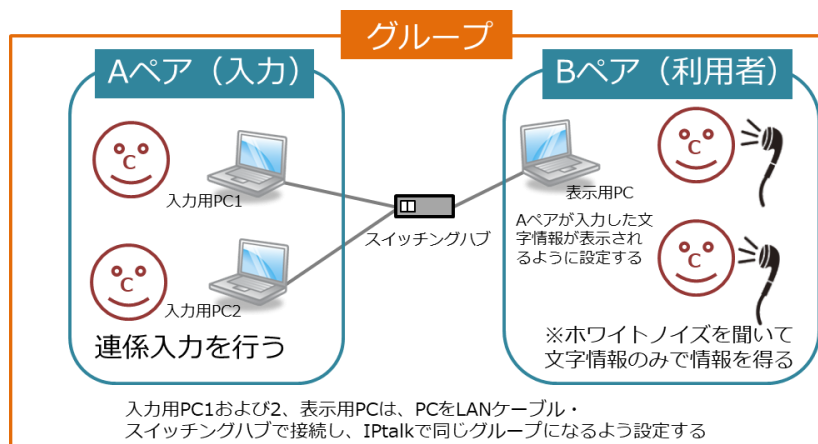 グループ
Aペア（入力）
Bペア（利用者）
C
入力用PC1
C
入力用PC2
連係入力を行う
スイッチングハブ
表示用PC
Aペアが入力した文
字情報が表示され
るように設定する
C
C
※ホワイトノイズを聞いて
文字情報のみで情報を得る
入力用PC1および2、表示用PCは、PCをLANケーブル・
スイッチングハブで接続し、IPtalkで同じグループになるよう設定する